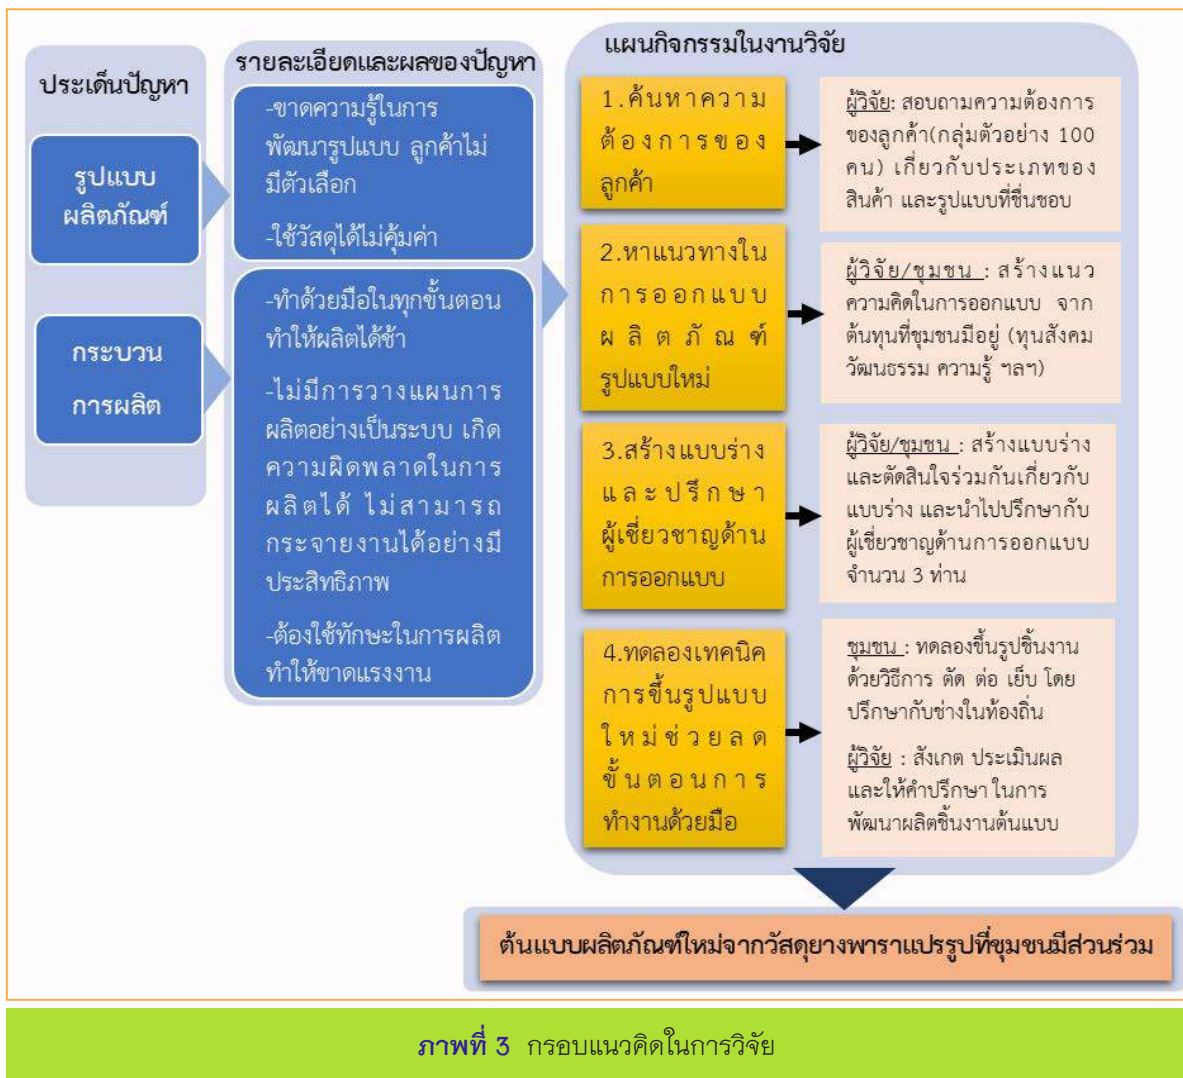 ประเด็นปัญหา
รูปแบบ
ผลิตภัณฑ์
กระบวน
การผลิต
รายละเอียดและผลของปัญหา
-ขาดความรู้ในการ
พัฒนารูปแบบ ลูกค้าไม่
มีตัวเลือก
-ใช้วัสดุได้ไม่คุ้มค่า
-ทำด้วยมือในทุกขั้นตอน
ทำให้ผลิตได้ช้า
-ไม่มีการวางแผนการ
ผลิตอย่างเป็นระบบ เกิด
ความผิดพลาดในการ
ผลิตได้ ไม่สามารถ
กระจายงานได้อย่างมี
ประสิทธิภาพ
-ต้องใช้ทักษะในการผลิต
ทำให้ขาดแรงงาน
แผนกิจกรรมในงานวิจัย
1.ค้นหาความ
ต้องการของ
ลูกค้า
ผู้วิจัย: สอบถามความต้องการ
ของลูกค้า(กลุ่มตัวอย่าง 100
คน) เกี่ยวกับประเภทของ
สินค้า และรูปแบบที่ชื่นชอบ
2.หาแนวทางใน
การออกแบบ
ผลิตภัณฑ์
รูปแบบใหม่
ผู้วิจัย/ชุมชน : สร้างแนว
ความคิดในการออกแบบ จาก
ต้นทุนที่ชุมชนมีอยู่ (ทุนสังคม
วัฒนธรรม ความรู้ ฯลฯ)
3.สร้างแบบร่าง
และปรึกษา
ผู้เชี่ยวชาญด้าน
การออกแบบ
ผู้วิจัย/ชุมชน : สร้างแบบร่าง
และตัดสินใจร่วมกันเกี่ยวกับ
แบบร่าง และนำไปปรึกษากับ
ผู้เชี่ยวชาญด้านการออกแบบ
จำนวน 3 ท่าน
4.ทดลองเทคนิค
การขึ้นรูปแบบ
ใหม่ช่วยลด
ขั้นตอนการ
ทำงานด้วยมือ
ชุมชน : ทดลองขึ้นรูปชิ้นงาน
ด้วยวิธีการ ตัด ต่อ เย็บ โดย
ปรึกษากับช่างในท้องถิ่น
ผู้วิจัย : สังเกต ประเมินผล
และให้คำปรึกษา ในการ
พัฒนาผลิตชิ้นงานต้นแบบ
ต้นแบบผลิตภัณฑ์ใหม่จากวัสดุยางพาราแปรรูปที่ชุมชนมีส่วนร่วม
ภาพที่ 3 กรอบแนวคิดในการวิจัย